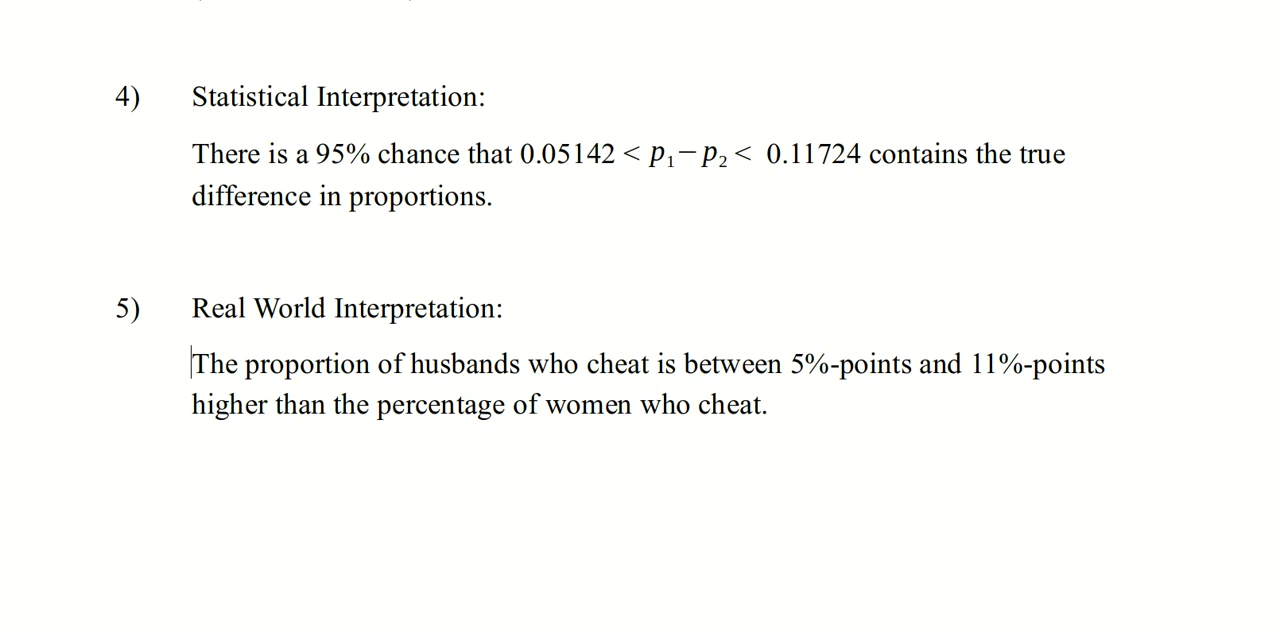 4) Statistical Interpretation:
There is a 95% chance that 0.05142 < p₁−p₂ < 0.11724 contains the true
difference in proportions.
5) Real World Interpretation:
The proportion of husbands who cheat is between 5%-points and 11%-points
higher than the percentage of women who cheat.